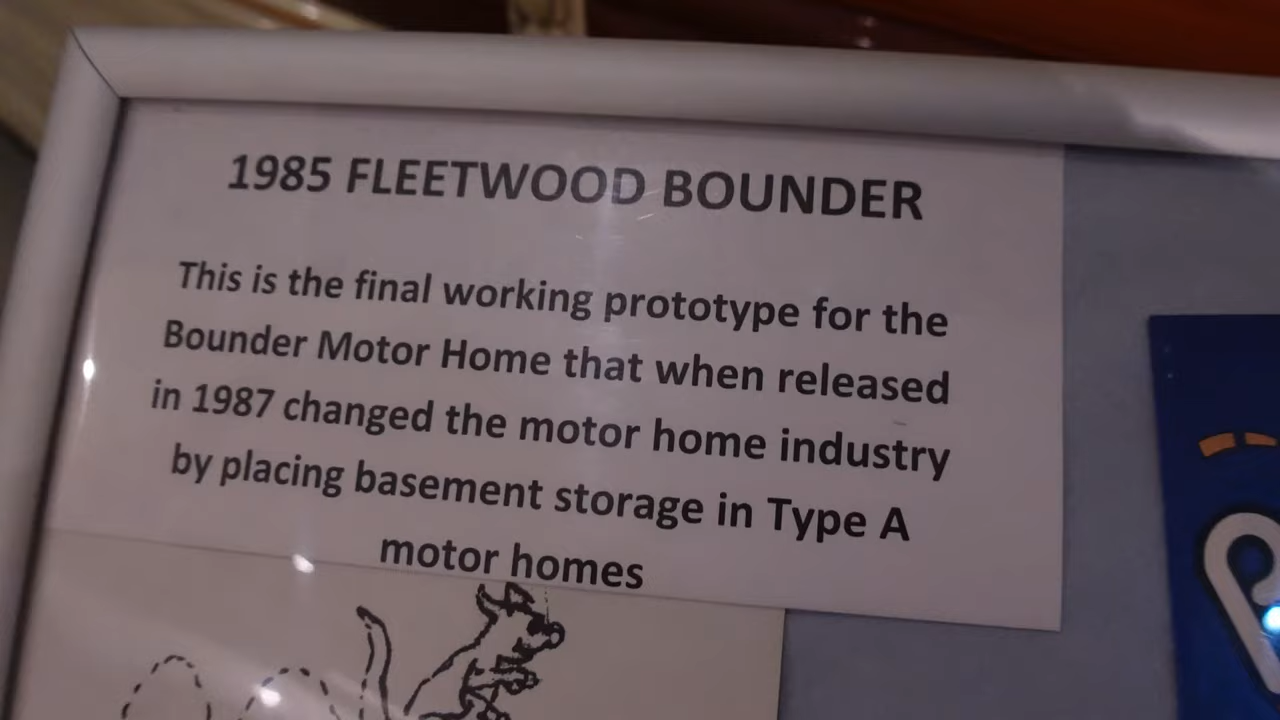 1985 FLEETWOOD BOUNDER
This is the final working prototype for the
Bounder Motor Home that when released
in 1987 changed the motor home industry
by placing basement storage in Type A
motor homes